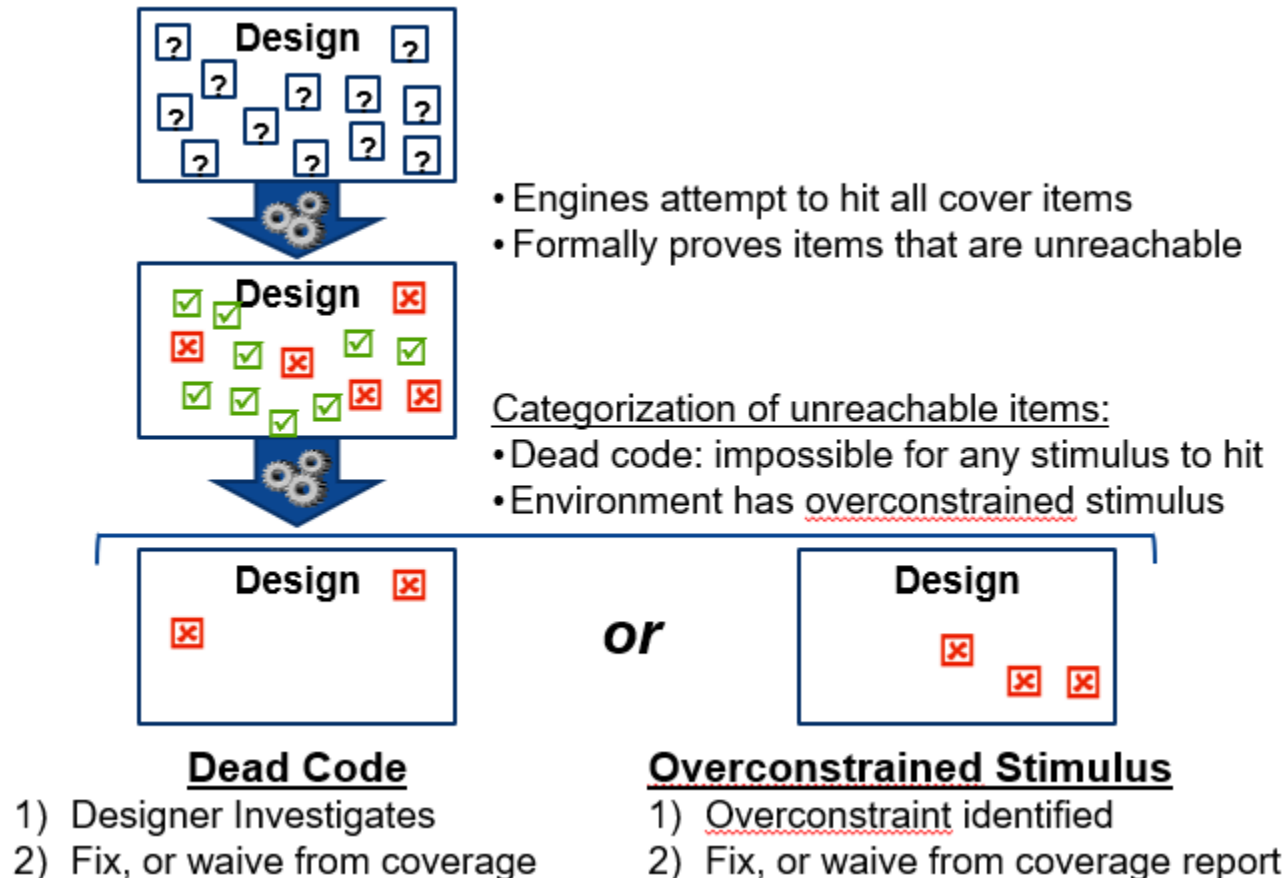 Design
? ?
? ? ? ?
? ? ?
? ? ?
• Engines attempt to hit all cover items
• Formally proves items that are unreachable
Design
Categorization of unreachable items:
• Dead code: impossible for any stimulus to hit
• Environment has overconstrained stimulus
Design
or
Design
Dead Code
1) Designer Investigates
2) Fix, or waive from coverage
Overconstrained Stimulus
1) Overconstraint identified
2) Fix, or waive from coverage report